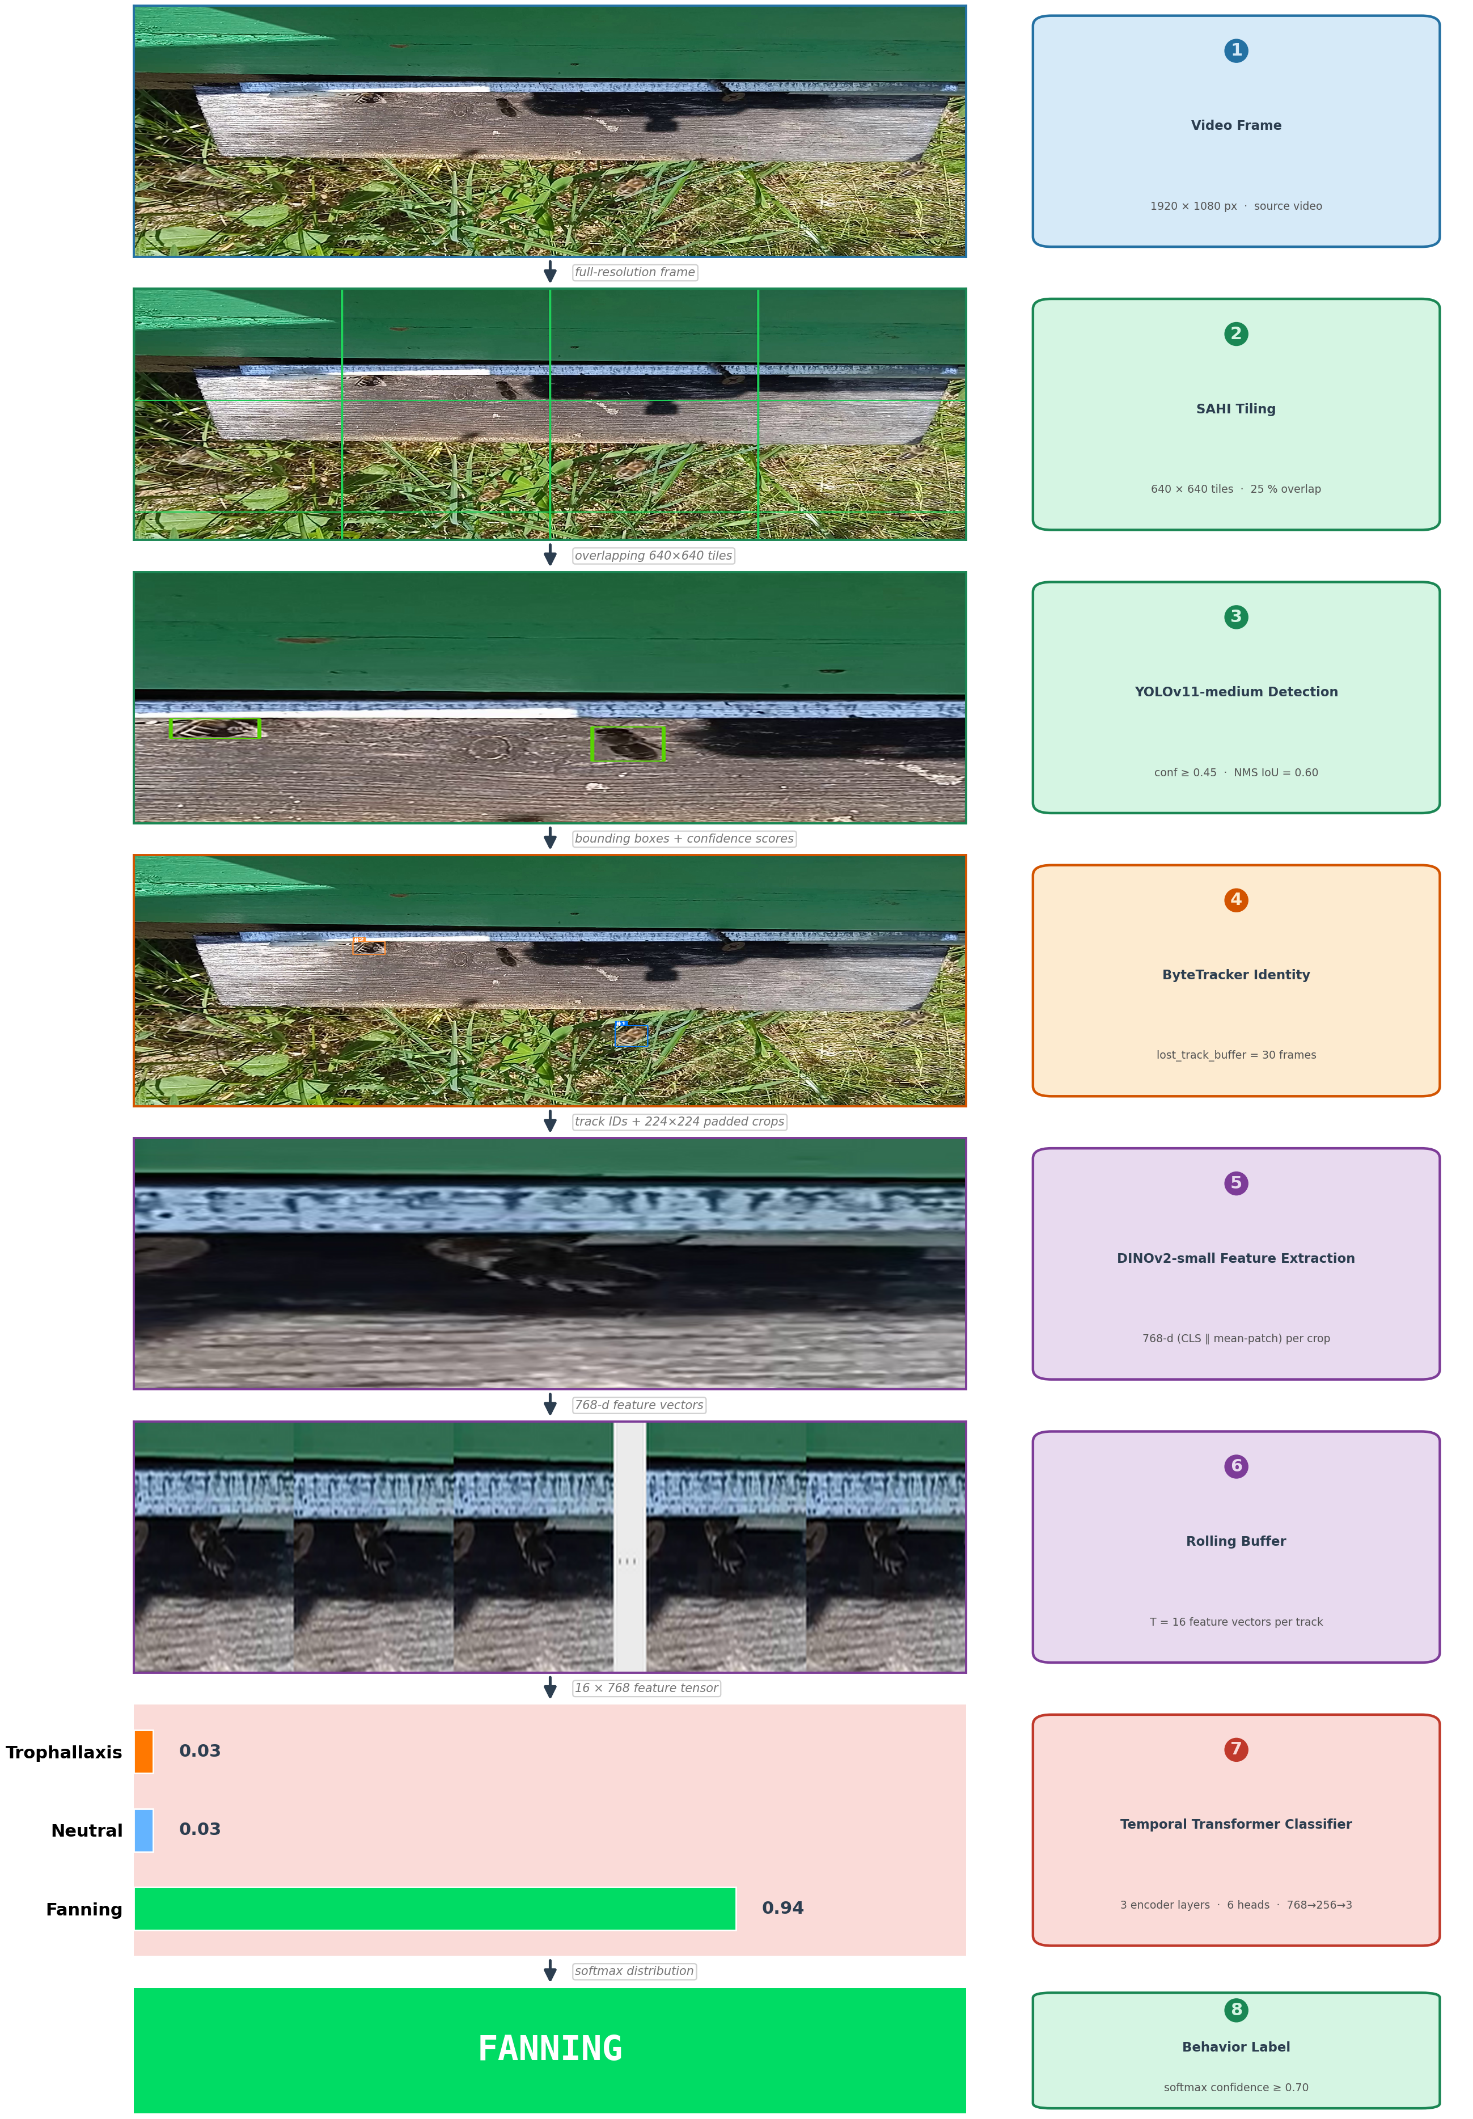 1
Video Frame
1920 × 1080 px · source video
full-resolution frame
2
SAHI Tiling
640 × 640 tiles · 25 % overlap
overlapping 640×640 tiles
3
YOLOv11-medium Detection
conf ≥ 0.45 · NMS IoU = 0.60
bounding boxes + confidence scores
4
ByteTracker Identity
lost_track_buffer = 30 frames
track IDs + 224×224 padded crops
5
DINOv2-small Feature Extraction
768-d (CLS ∥ mean-patch) per crop
768-d feature vectors
...
6
Rolling Buffer
T = 16 feature vectors per track
16 × 768 feature tensor
Trophallaxis 0.03
Neutral 0.03
Fanning 0.94
7
Temporal Transformer Classifier
3 encoder layers · 6 heads · 768→256→3
softmax distribution
FANNING
8
Behavior Label
softmax confidence ≥ 0.70